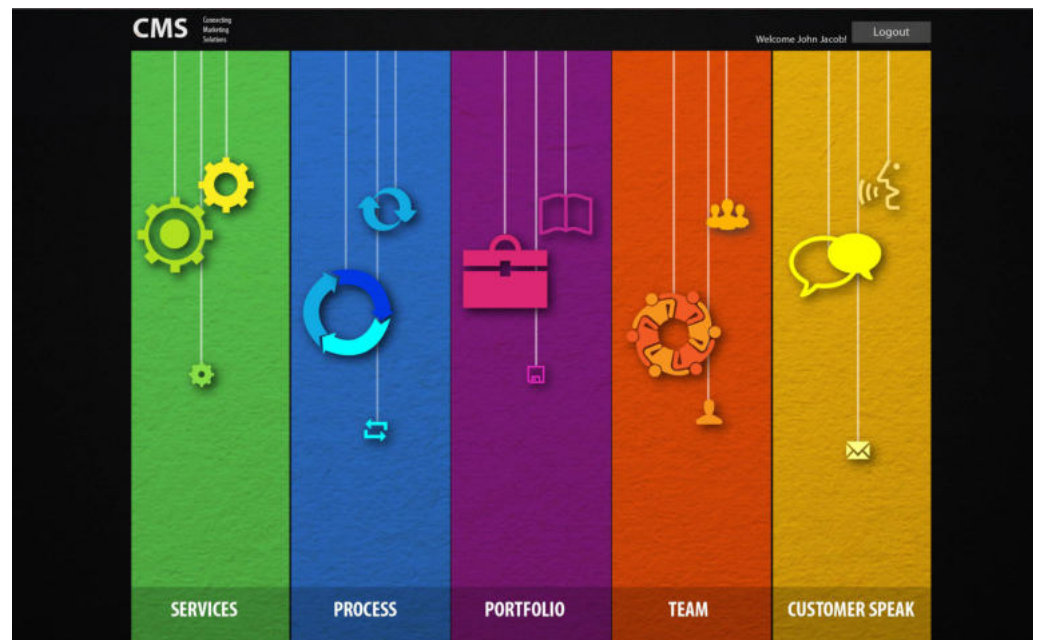 CMS
Connecting
Marketing
Solutions
Welcome John Jacob!
Logout
SERVICES
PROCESS
PORTFOLIO
TEAM
CUSTOMER SPEAK